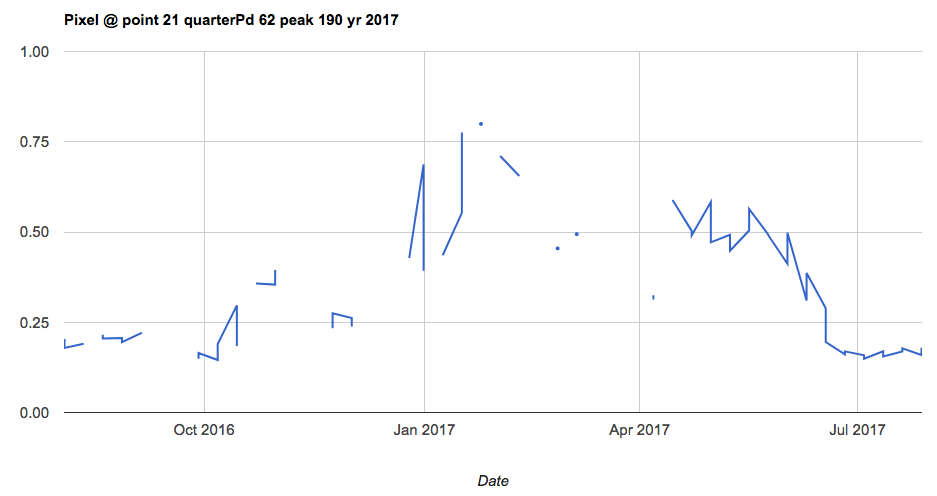 Pixel @ point 21 quarterPd 62 peak 190 yr 2017
1.00
0.75
0.50
0.25
0.00
Oct 2016 Jan 2017 Apr 2017 Jul 2017
Date